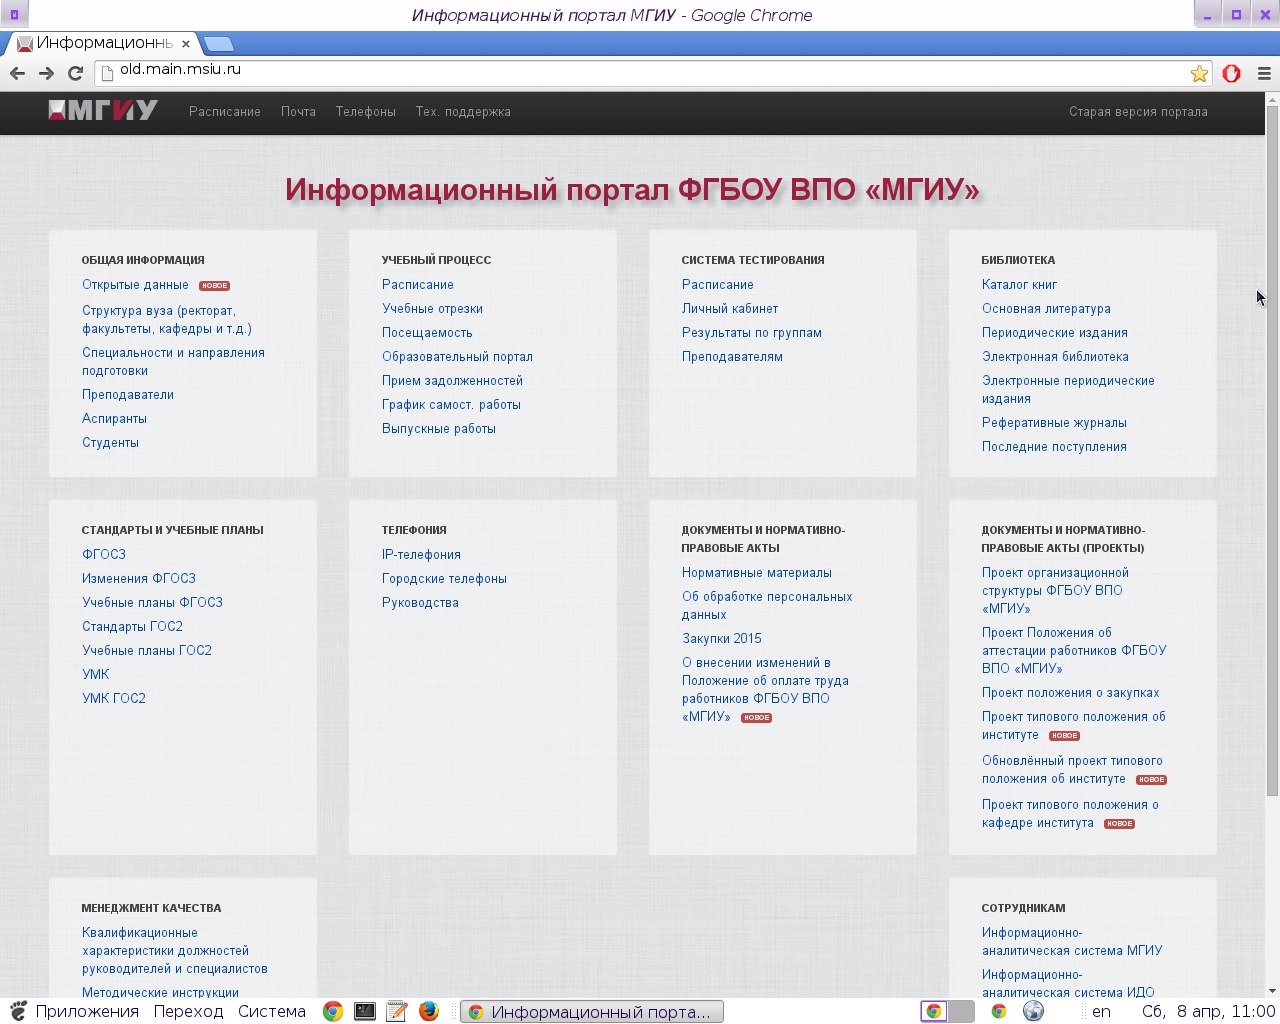 Информационный портал МГИУ - Google Chrome
Информационнь
old.main.msiu.ru
МГИУ Расписание Почта Телефоны Тех. поддержка Старая версия портала
Информационный портал ФГБОУ ВПО «МГИУ»
ОБЩАЯ ИНФОРМАЦИЯ
Открытые данные НОВОЕ
Структура вуза (ректорат,
факультеты, кафедры и т.д.)
Специальности и направления
подготовки
Преподаватели
Аспиранты
Студенты
УЧЕБНЫЙ ПРОЦЕСС
Расписание
Учебные отрезки
Посещаемость
Образовательный портал
Прием задолженностей
График самост. работы
Выпускные работы
СИСТЕМА ТЕСТИРОВАНИЯ
Расписание
Личный кабинет
Результаты по группам
Преподавателям
БИБЛИОТЕКА
Каталог книг
Основная литература
Периодические издания
Электронная библиотека
Электронные периодические
издания
Реферативные журналы
Последние поступления
СТАНДАРТЫ И УЧЕБНЫЕ ПЛАНЫ
ФГОС3
Изменения ФГОС3
Учебные планы ФГОС3
Стандарты ГОС2
Учебные планы ГОС2
УМК
УМК ГОС2
ТЕЛЕФОНИЯ
IP-телефония
Городские телефоны
Руководства
ДОКУМЕНТЫ И НОРМАТИВНО-
ПРАВОВЫЕ АКТЫ
Нормативные материалы
Об обработке персональных
данных
Закупки 2015
О внесении изменений в
Положение об оплате труда
работников ФГБОУ ВПО
«МГИУ» НОВОЕ
ДОКУМЕНТЫ И НОРМАТИВНО-
ПРАВОВЫЕ АКТЫ (ПРОЕКТЫ)
Проект организационной
структуры ФГБОУ ВПО
«МГИУ»
Проект Положения об
аттестации работников ФГБОУ
ВПО «МГИУ»
Проект положения о закупках
Проект типового положения об
институте НОВОЕ
Обновлённый проект типового
положения об институте НОВОЕ
Проект типового положения о
кафедре института НОВОЕ
МЕНЕДЖМЕНТ КАЧЕСТВА
Квалификационные
характеристики должностей
руководителей и специалистов
Методические инструкции
СОТРУДНИКАМ
Информационно-
аналитическая система МГИУ
Информационно-
аналитическая система ИДО
Приложения Переход Система Информационный порта... en Сб, 8 апр, 11:00